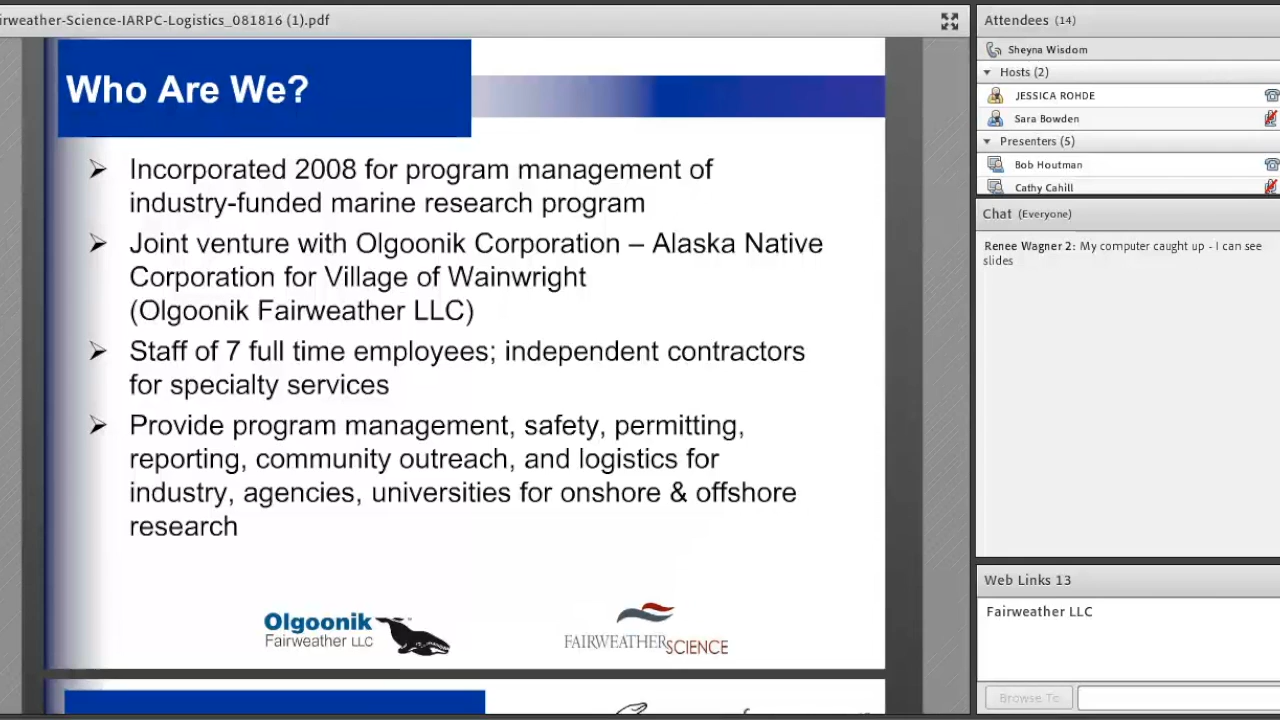 irweather-Science-IARPC-Logistics_081816 (1).pdf
Who Are We?
Incorporated 2008 for program management of
industry-funded marine research program
Joint venture with Olgoonik Corporation – Alaska Native
Corporation for Village of Wainwright
(Olgoonik Fairweather LLC)
Staff of 7 full time employees; independent contractors
for specialty services
Provide program management, safety, permitting,
reporting, community outreach, and logistics for
industry, agencies, universities for onshore & offshore
research
Olgoonik
Fairweather LLC
FAIRWEATHER SCIENCE
Attendees (14)
Sheyna Wisdom
Hosts (2)
JESSICA ROHDE
Sara Bowden
Presenters (5)
Bob Houtman
Cathy Cahill
Chat (Everyone)
Renee Wagner 2: My computer caught up - I can see
slides
Web Links 13
Fairweather LLC
Browse To